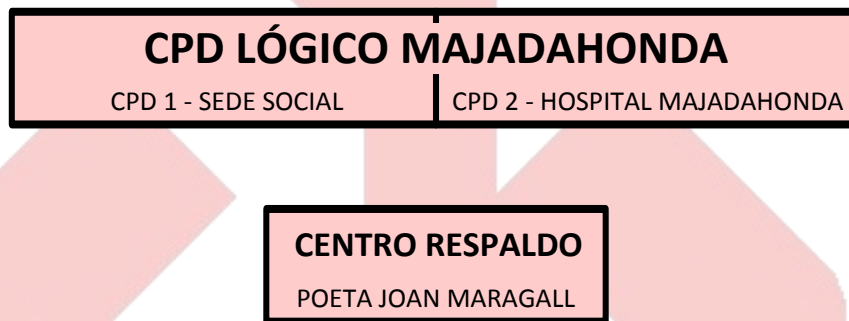 CPD LÓGICO MAJADAHONDA
CPD 1 - SEDE SOCIAL
CPD 2 - HOSPITAL MAJADAHONDA
CENTRO RESPALDO
POETA JOAN MARAGALL